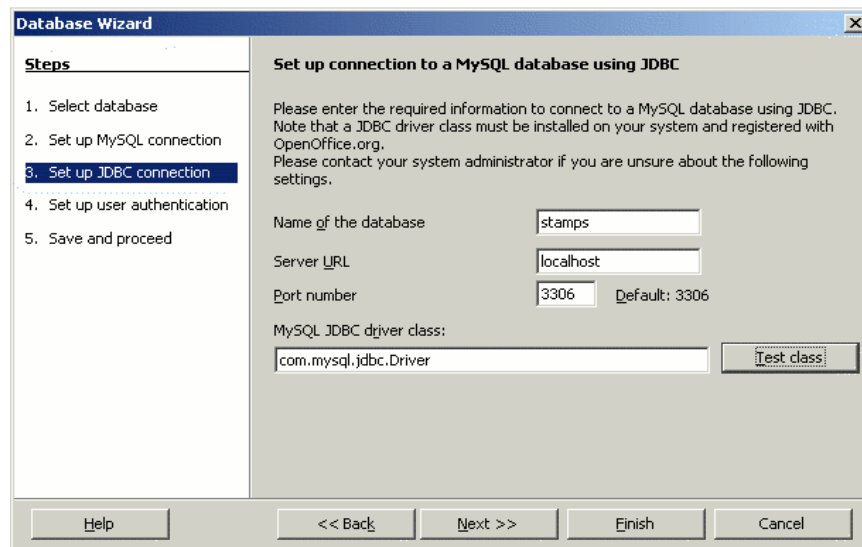 Database Wizard
Steps
1. Select database
2. Set up MySQL connection
3. Set up JDBC connection
4. Set up user authentication
5. Save and proceed
Set up connection to a MySQL database using JDBC
Please enter the required information to connect to a MySQL database using JDBC.
Note that a JDBC driver class must be installed on your system and registered with
OpenOffice.org.
Please contact your system administrator if you are unsure about the following
settings.
Name of the database stamps
Server URL localhost
Port number 3306 Default: 3306
MySQL JDBC driver class:
com.mysql.jdbc.Driver Test class
Help << Back Next >> Finish Cancel